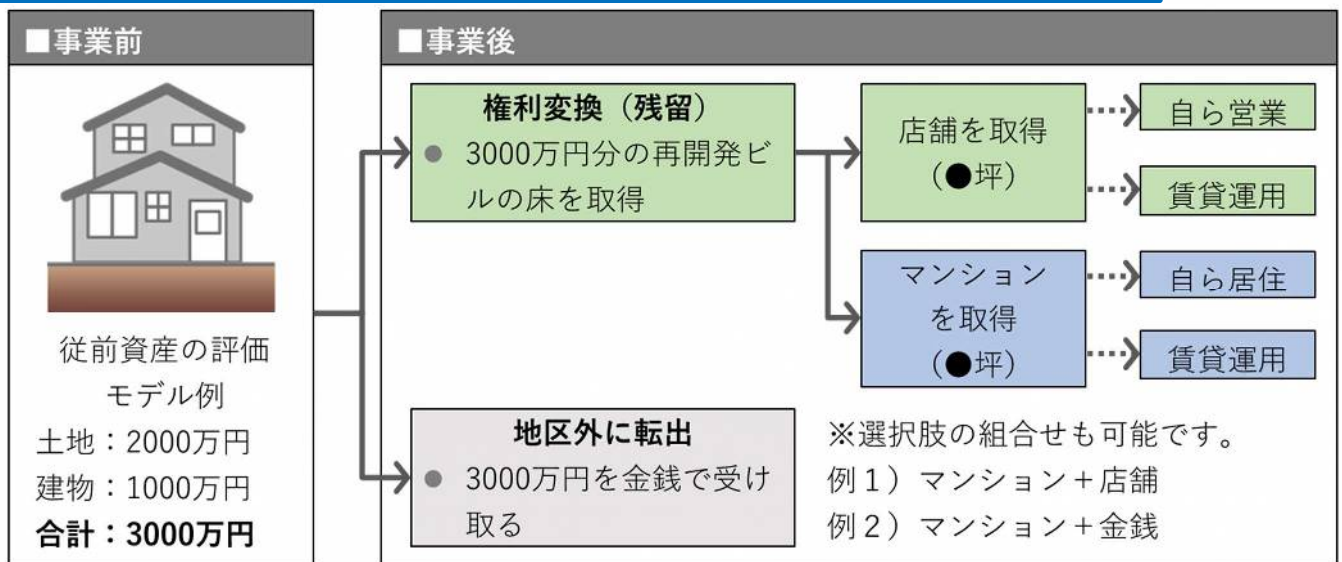 ■事業前
従前資産の評価
モデル例
土地：2000万円
建物：1000万円
合計：3000万円
■事業後
権利変換（残留）
● 3000万円分の再開発ビ
ルの床を取得
店舗を取得
（●坪）
自ら営業
賃貸運用
マンション
を取得
（●坪）
自ら居住
賃貸運用
地区外に転出
● 3000万円を金銭で受け
取る
※選択肢の組合せも可能です。
例１）マンション＋店舗
例２）マンション＋金銭